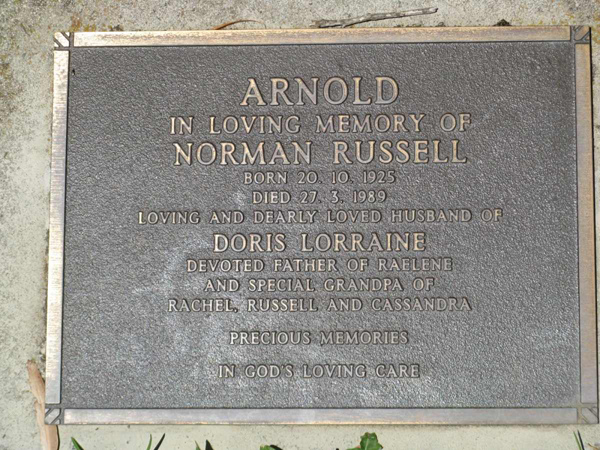 ARNOLD
IN LOVING MEMORY OF
NORMAN RUSSELL
BORN 20. 10. 1925
DIED 27. 3. 1989
LOVING AND DEARLY LOVED HUSBAND OF
DORIS LORRAINE
DEVOTED FATHER OF RAELENE
AND SPECIAL GRANDPA OF
RACHEL, RUSSELL AND CASSANDRA
PRECIOUS MEMORIES
IN GOD'S LOVING CARE